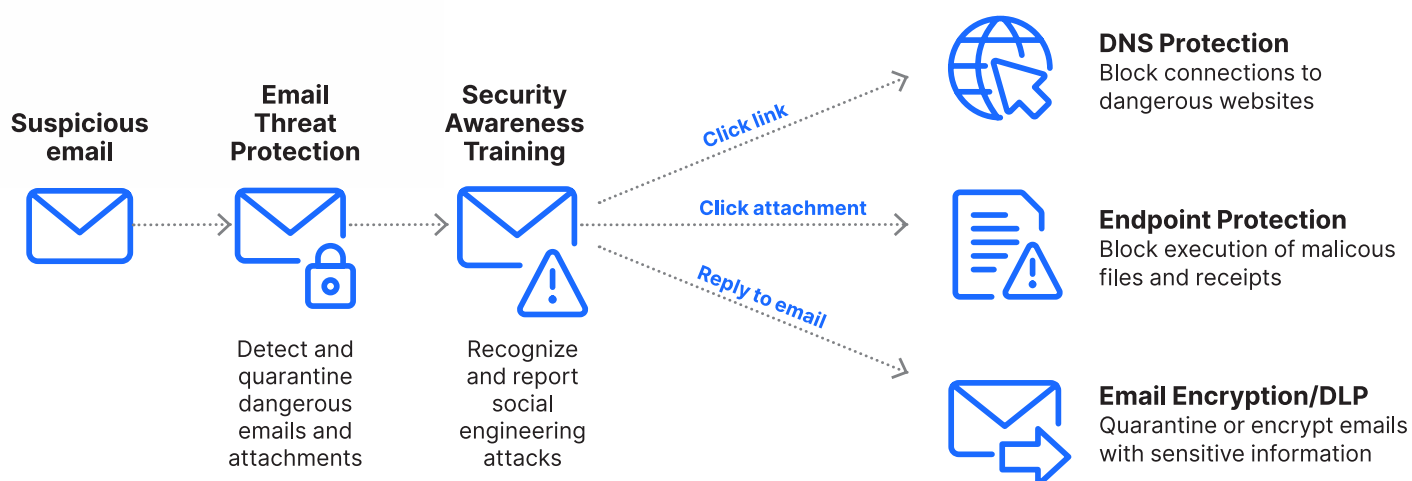 Suspicious
email
Email
Threat
Protection
Detect and
quarantine
dangerous
emails and
attachments
Security
Awareness
Training
Recognize
and report
social
engineering
attacks
Click link
Click attachment
Reply to email
DNS Protection
Block connections to
dangerous websites
Endpoint Protection
Block execution of malicous
files and receipts
Email Encryption/DLP
Quarantine or encrypt emails
with sensitive information